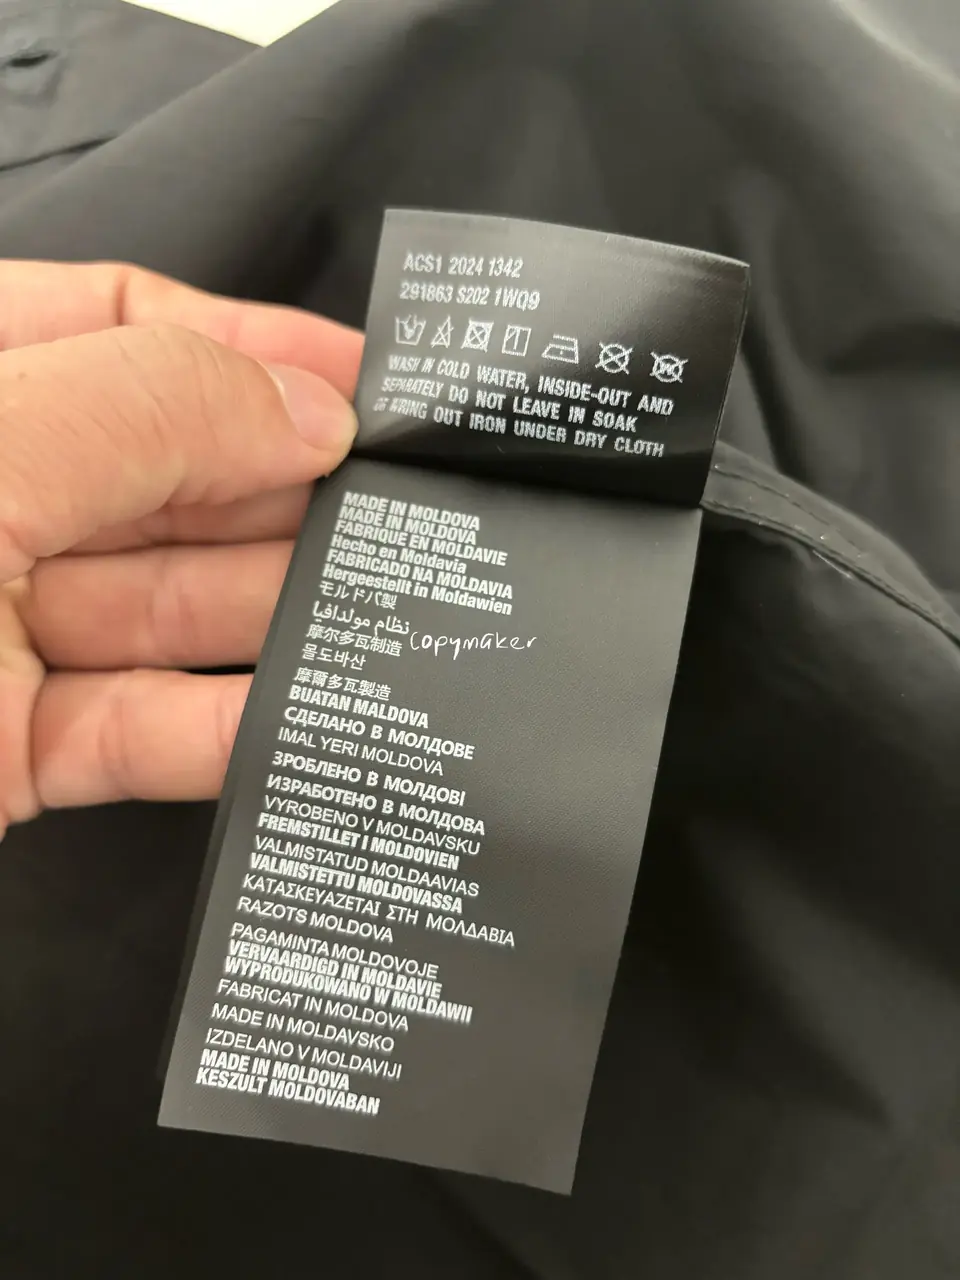 ACS1 2024 1342
291863 S202 1WQ9
WASH IN COLD WATER, INSIDE-OUT AND
SEPARATELY DO NOT LEAVE IN SOAK
OR WRING OUT IRON UNDER DRY CLOTH
MADE IN MOLDOVA
MADE IN MOLDOVA
FABRIQUE EN MOLDAVIE
Hecho en Moldavia
FABRICADO NA MOLDAVIA
Hergeestellt in Moldawien
モルドバ製
نظام مولدافيا
摩尔多瓦制造 copymaker
몰도바산
摩爾多瓦製造
BUATAN MALDOVA
СДЕЛАНО В МОЛДОВЕ
IMAL YERI MOLDOVA
ЗРОБЛЕНО В МОЛДОВІ
ИЗРАБОТЕНО В МОЛДОВА
VYROBENO V MOLDAVSKU
FREMSTILLET I MOLDOVIEN
VALMISTATUD MOLDAAVIAS
VALMISTETTU MOLDOVASSA
ΚΑΤΑΣΚΕΥΑΖΕΤΑΙ ΣΤΗ ΜΟΛΔΑΒΙΑ
RAZOTS MOLDOVA
PAGAMINTA MOLDOVOJE
VERVAARDIGD IN MOLDAVIE
WYPRODUKOWANO W MOLDAWII
FABRICAT IN MOLDOVA
MADE IN MOLDAVSKO
IZDELANO V MOLDAVIJI
MADE IN MOLDOVA
KESZULT MOLDOVABAN